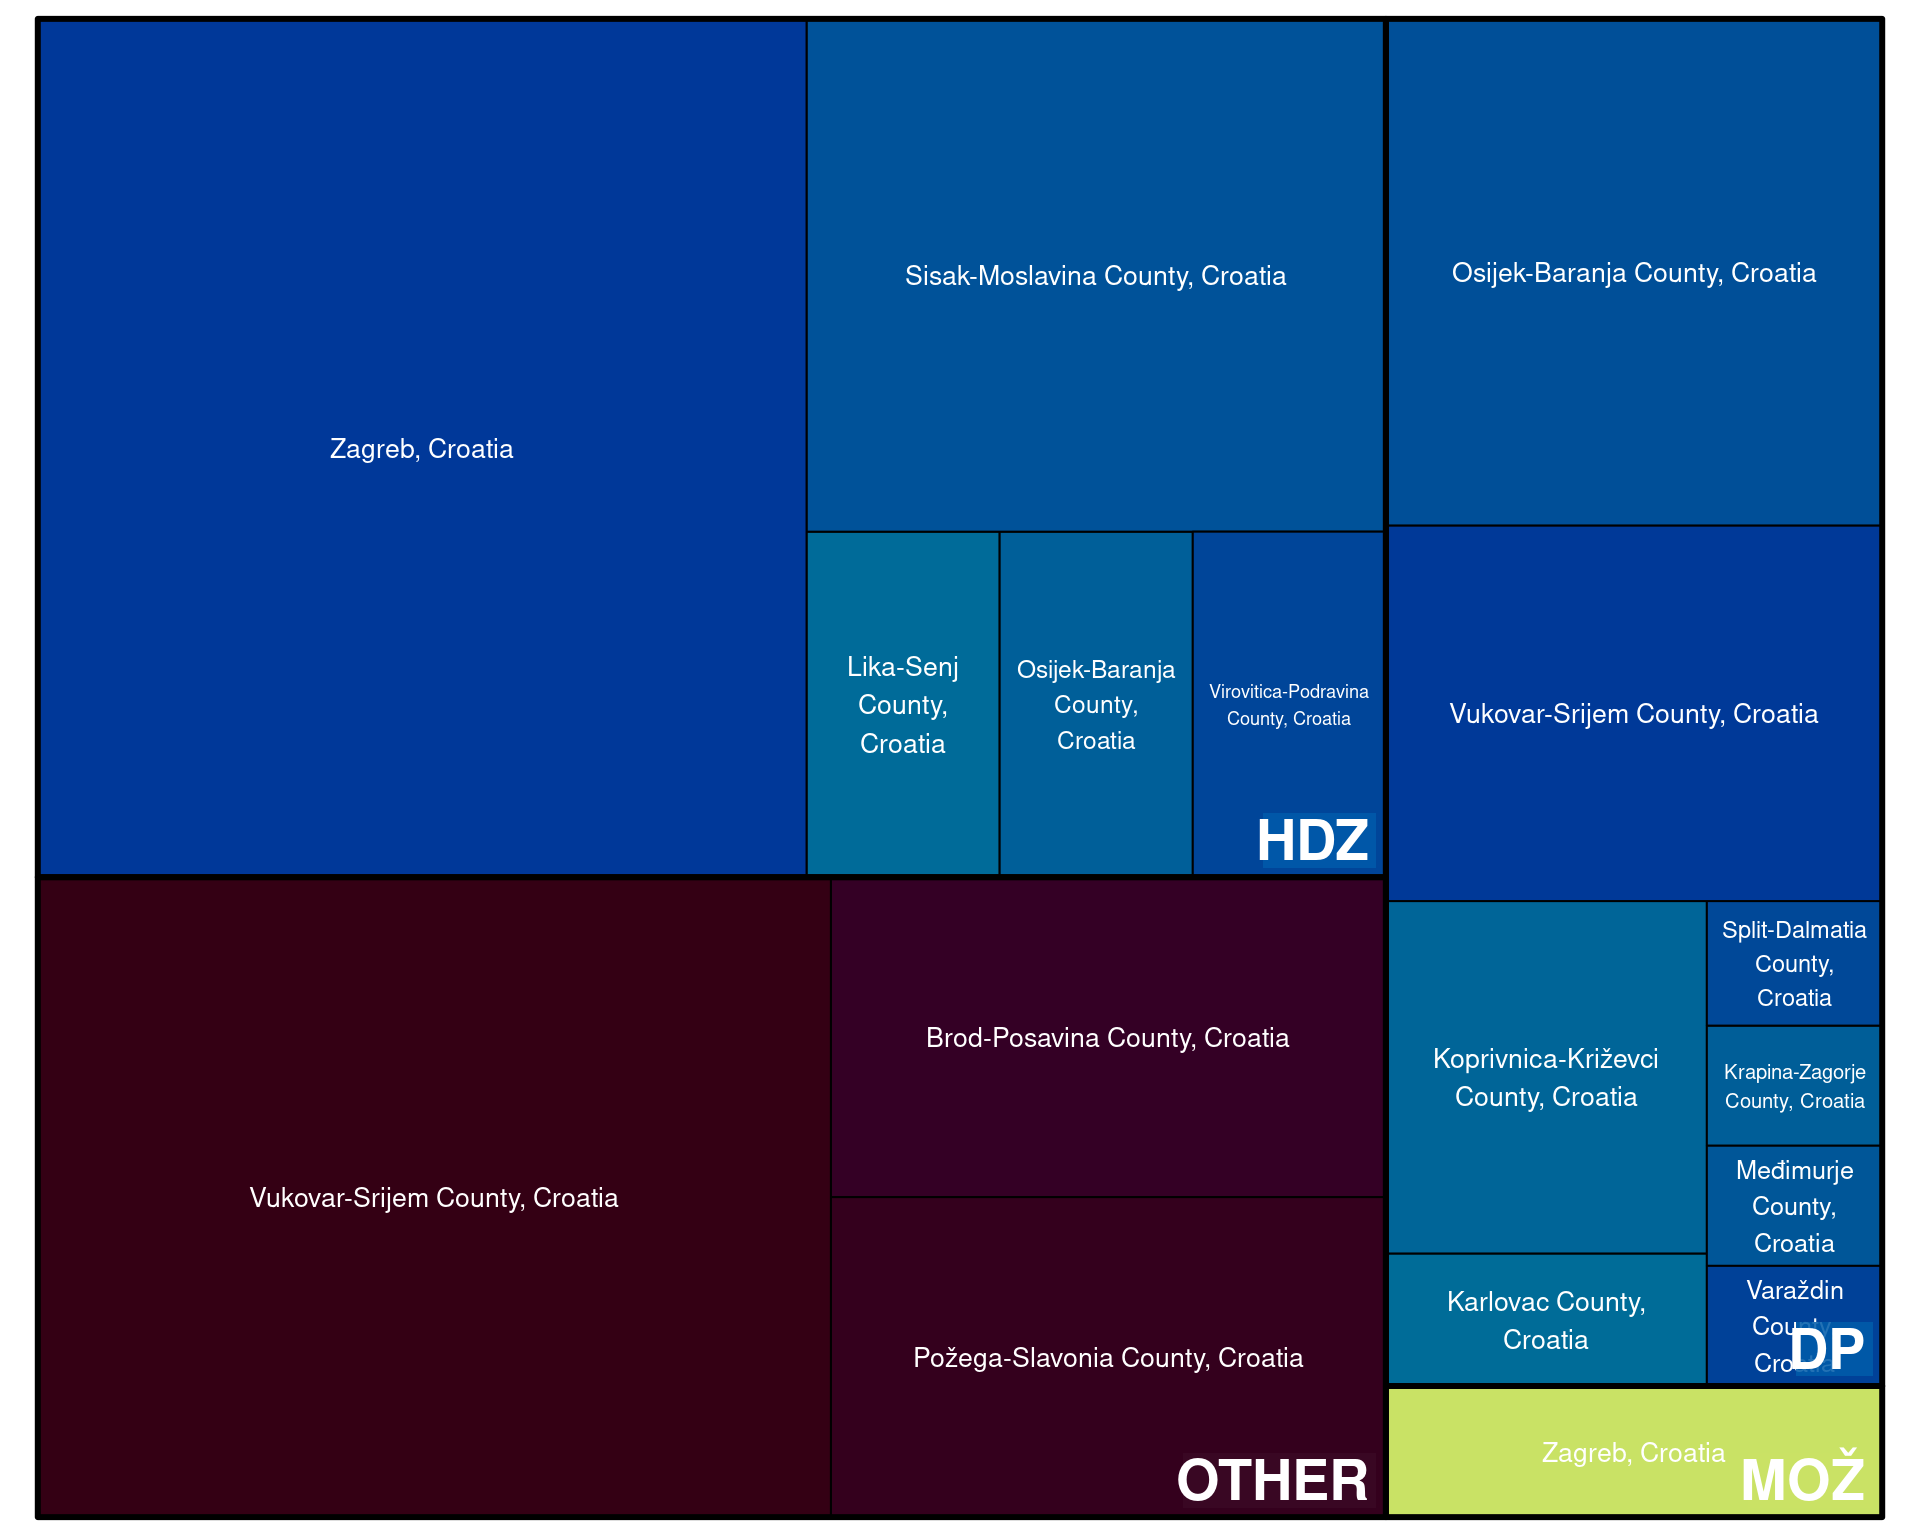 Zagreb, Croatia
Sisak-Moslavina County, Croatia
Lika-Senj
County,
Croatia
Osijek-Baranja
County,
Croatia
Virovitica-Podravina
County, Croatia
HDZ
Osijek-Baranja County, Croatia
Vukovar-Srijem County, Croatia
Koprivnica-Križevci
County, Croatia
Karlovac County,
Croatia
Split-Dalmatia
County,
Croatia
Krapina-Zagorje
County, Croatia
Međimurje
County,
Croatia
Varaždin
County,
Croatia
DP
Vukovar-Srijem County, Croatia
Brod-Posavina County, Croatia
Požega-Slavonia County, Croatia
OTHER
Zagreb, Croatia
MOŽ